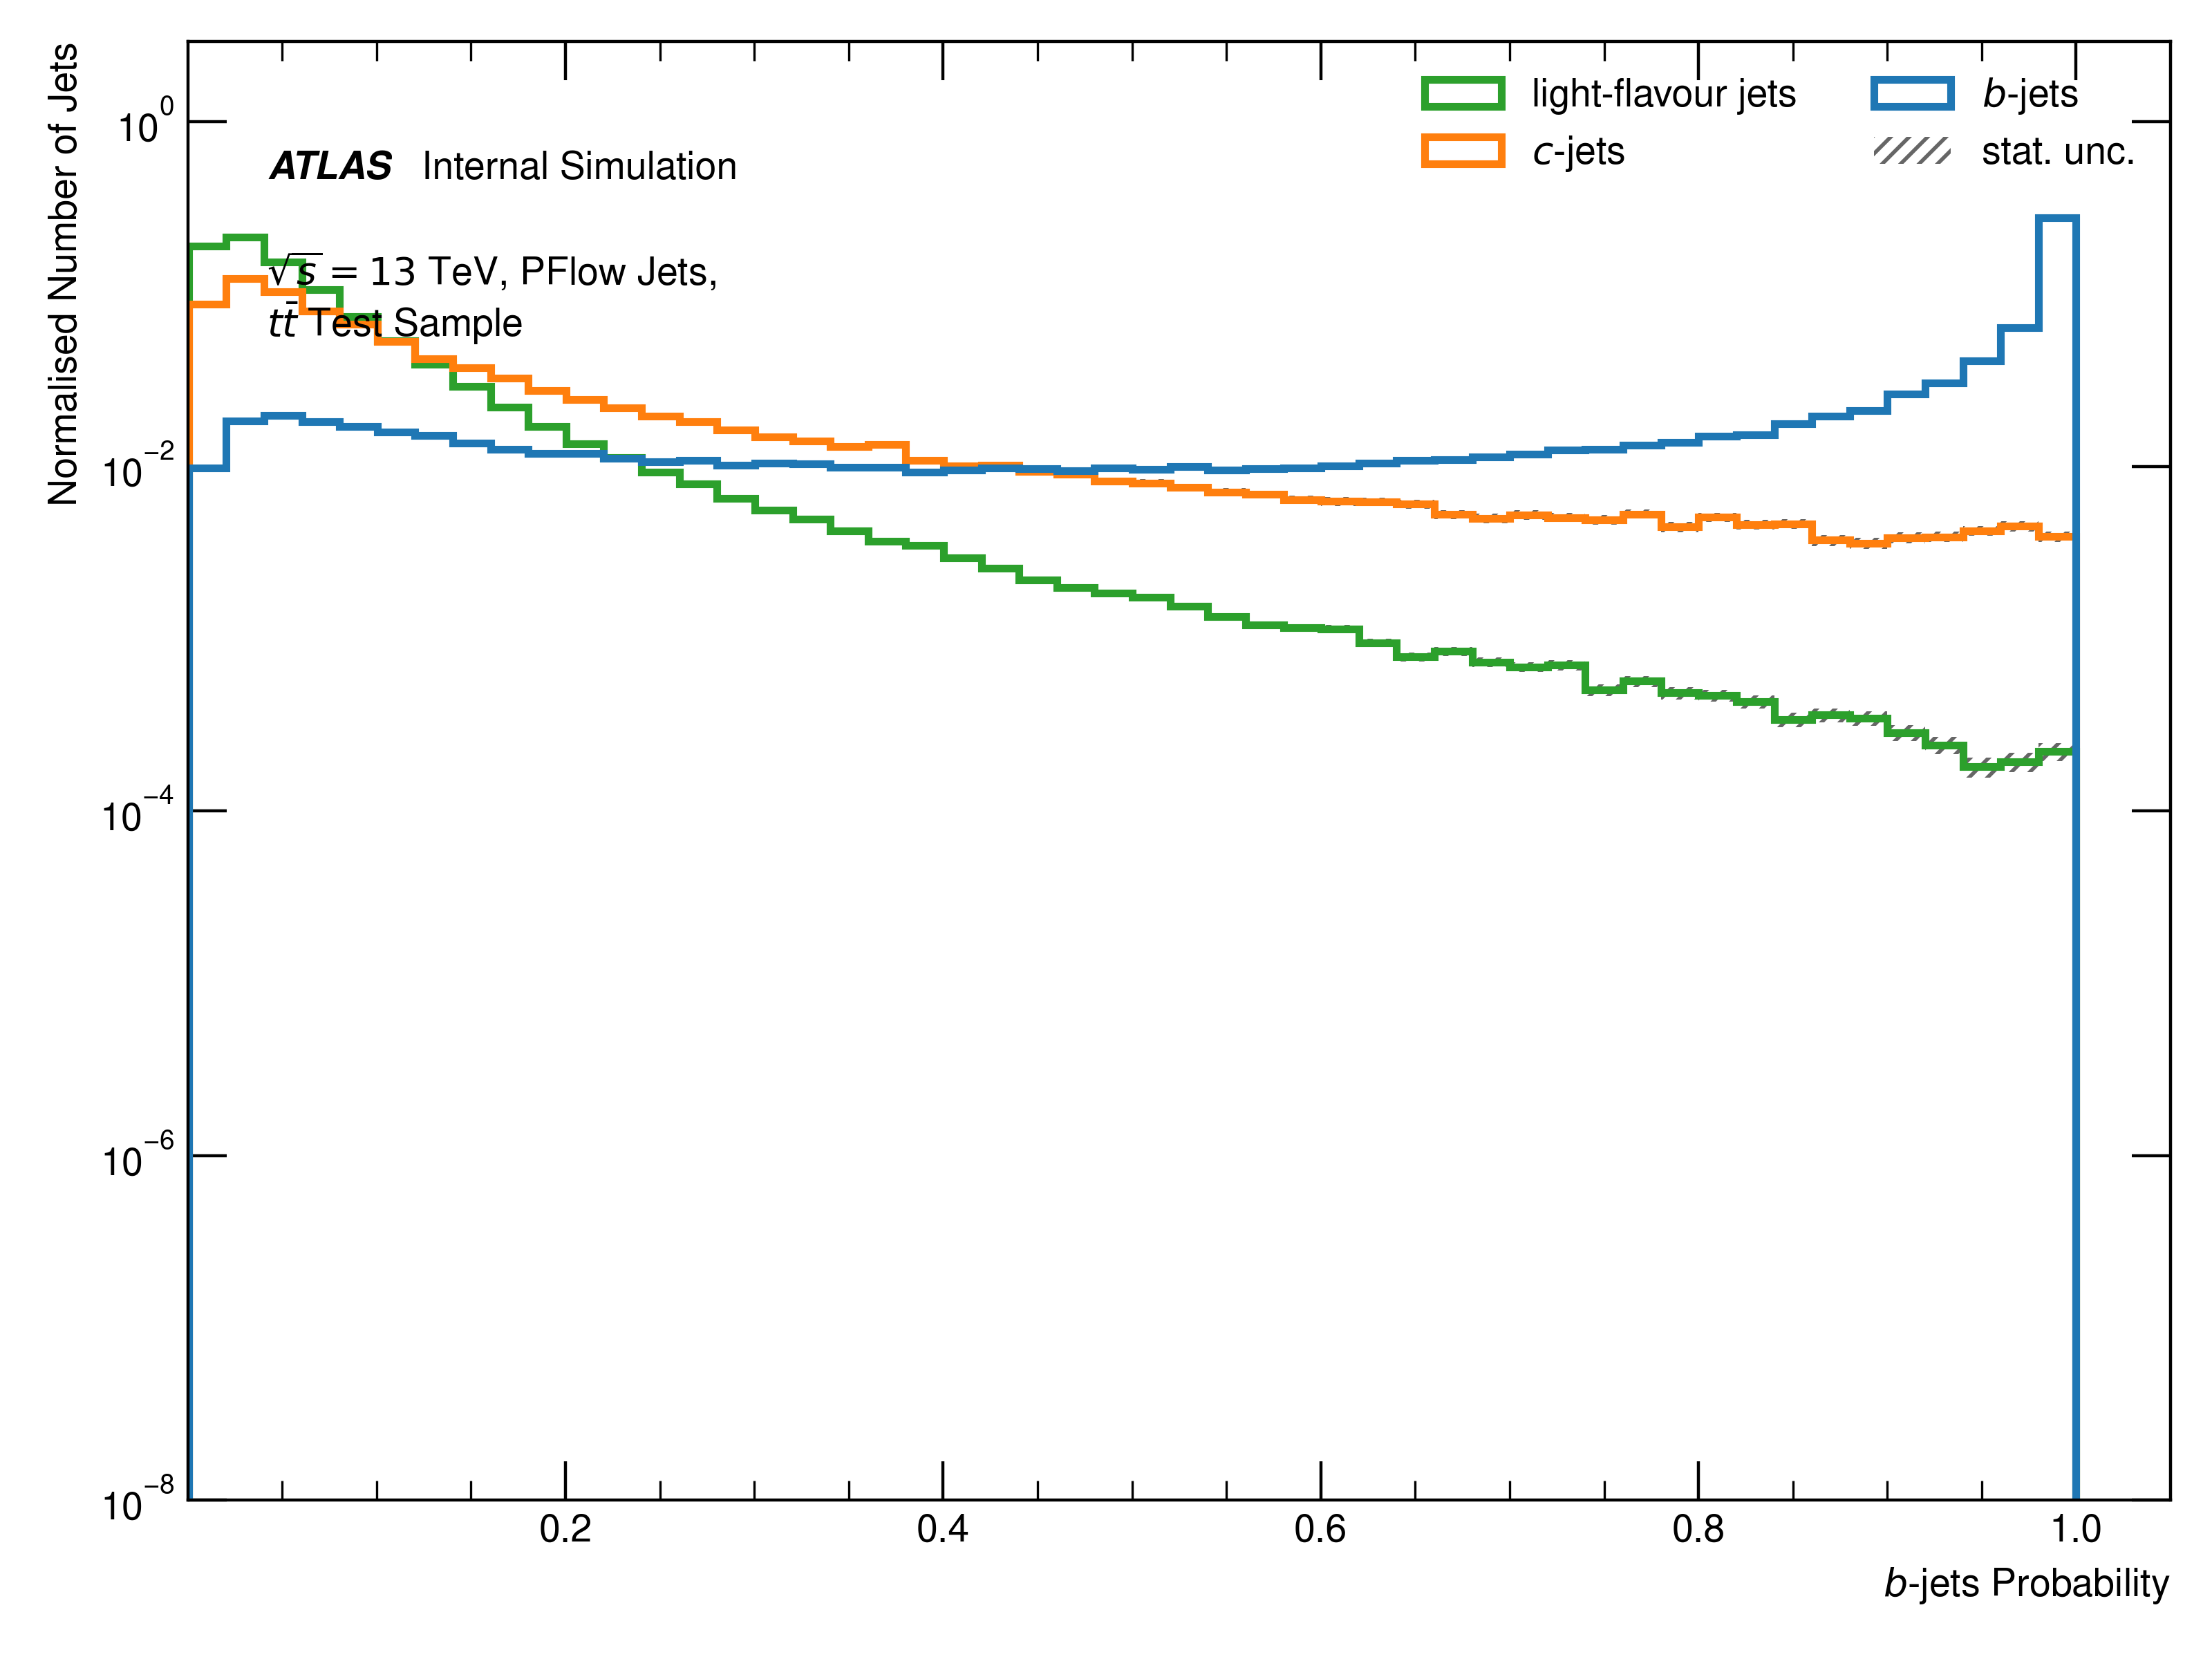 Normalised Number of Jets
10⁰
10⁻²
10⁻⁴
10⁻⁶
10⁻⁸
light-flavour jets
c-jets
b-jets
stat. unc.
ATLAS Internal Simulation
√s = 13 TeV, PFlow Jets,
tt̄ Test Sample
0.2 0.4 0.6 0.8 1.0
b-jets Probability